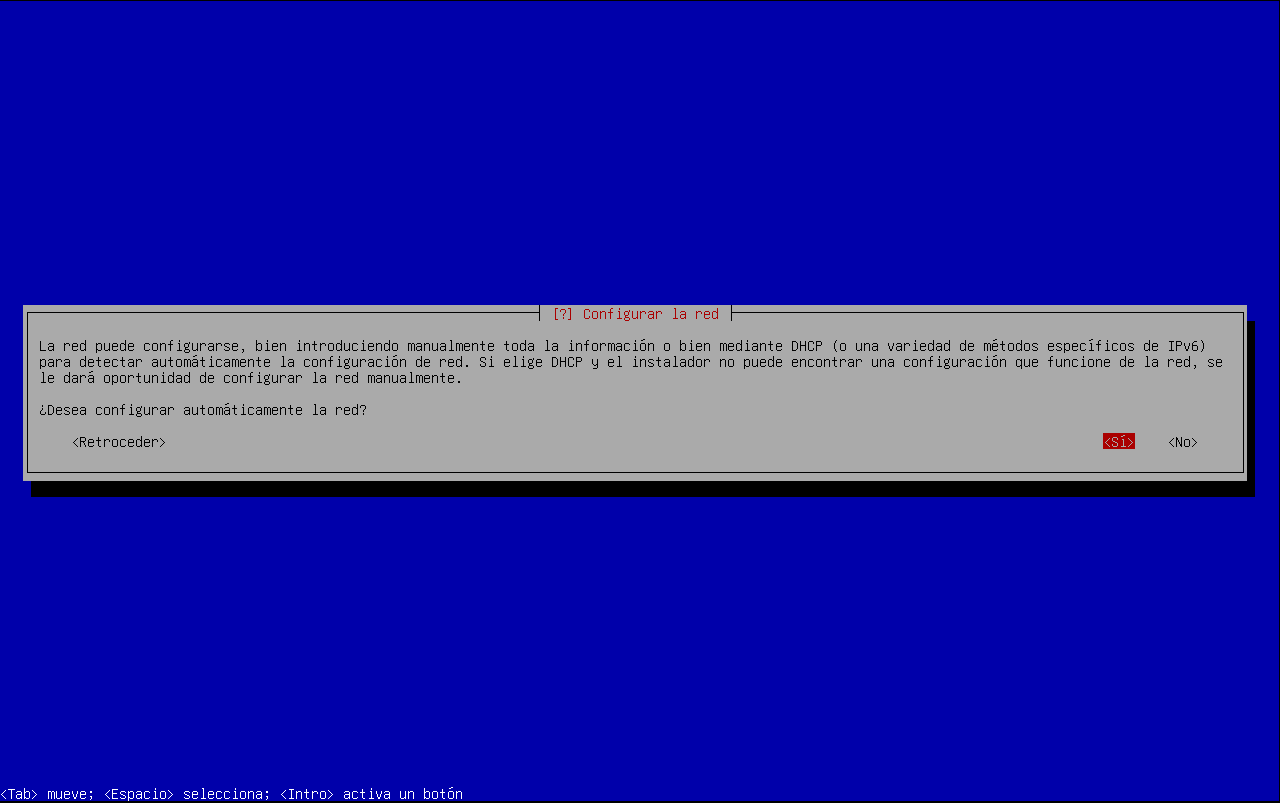 [?] Configurar la red
La red puede configurarse, bien introduciendo manualmente toda la información o bien mediante DHCP (o una variedad de métodos específicos de IPv6)
para detectar automáticamente la configuración de red. Si elige DHCP y el instalador no puede encontrar una configuración que funcione de la red, se
le dará oportunidad de configurar la red manualmente.
¿Desea configurar automáticamente la red?
<Retroceder> <Sí> <No>
<Tab> mueve; <Espacio> selecciona; <Intro> activa un botón